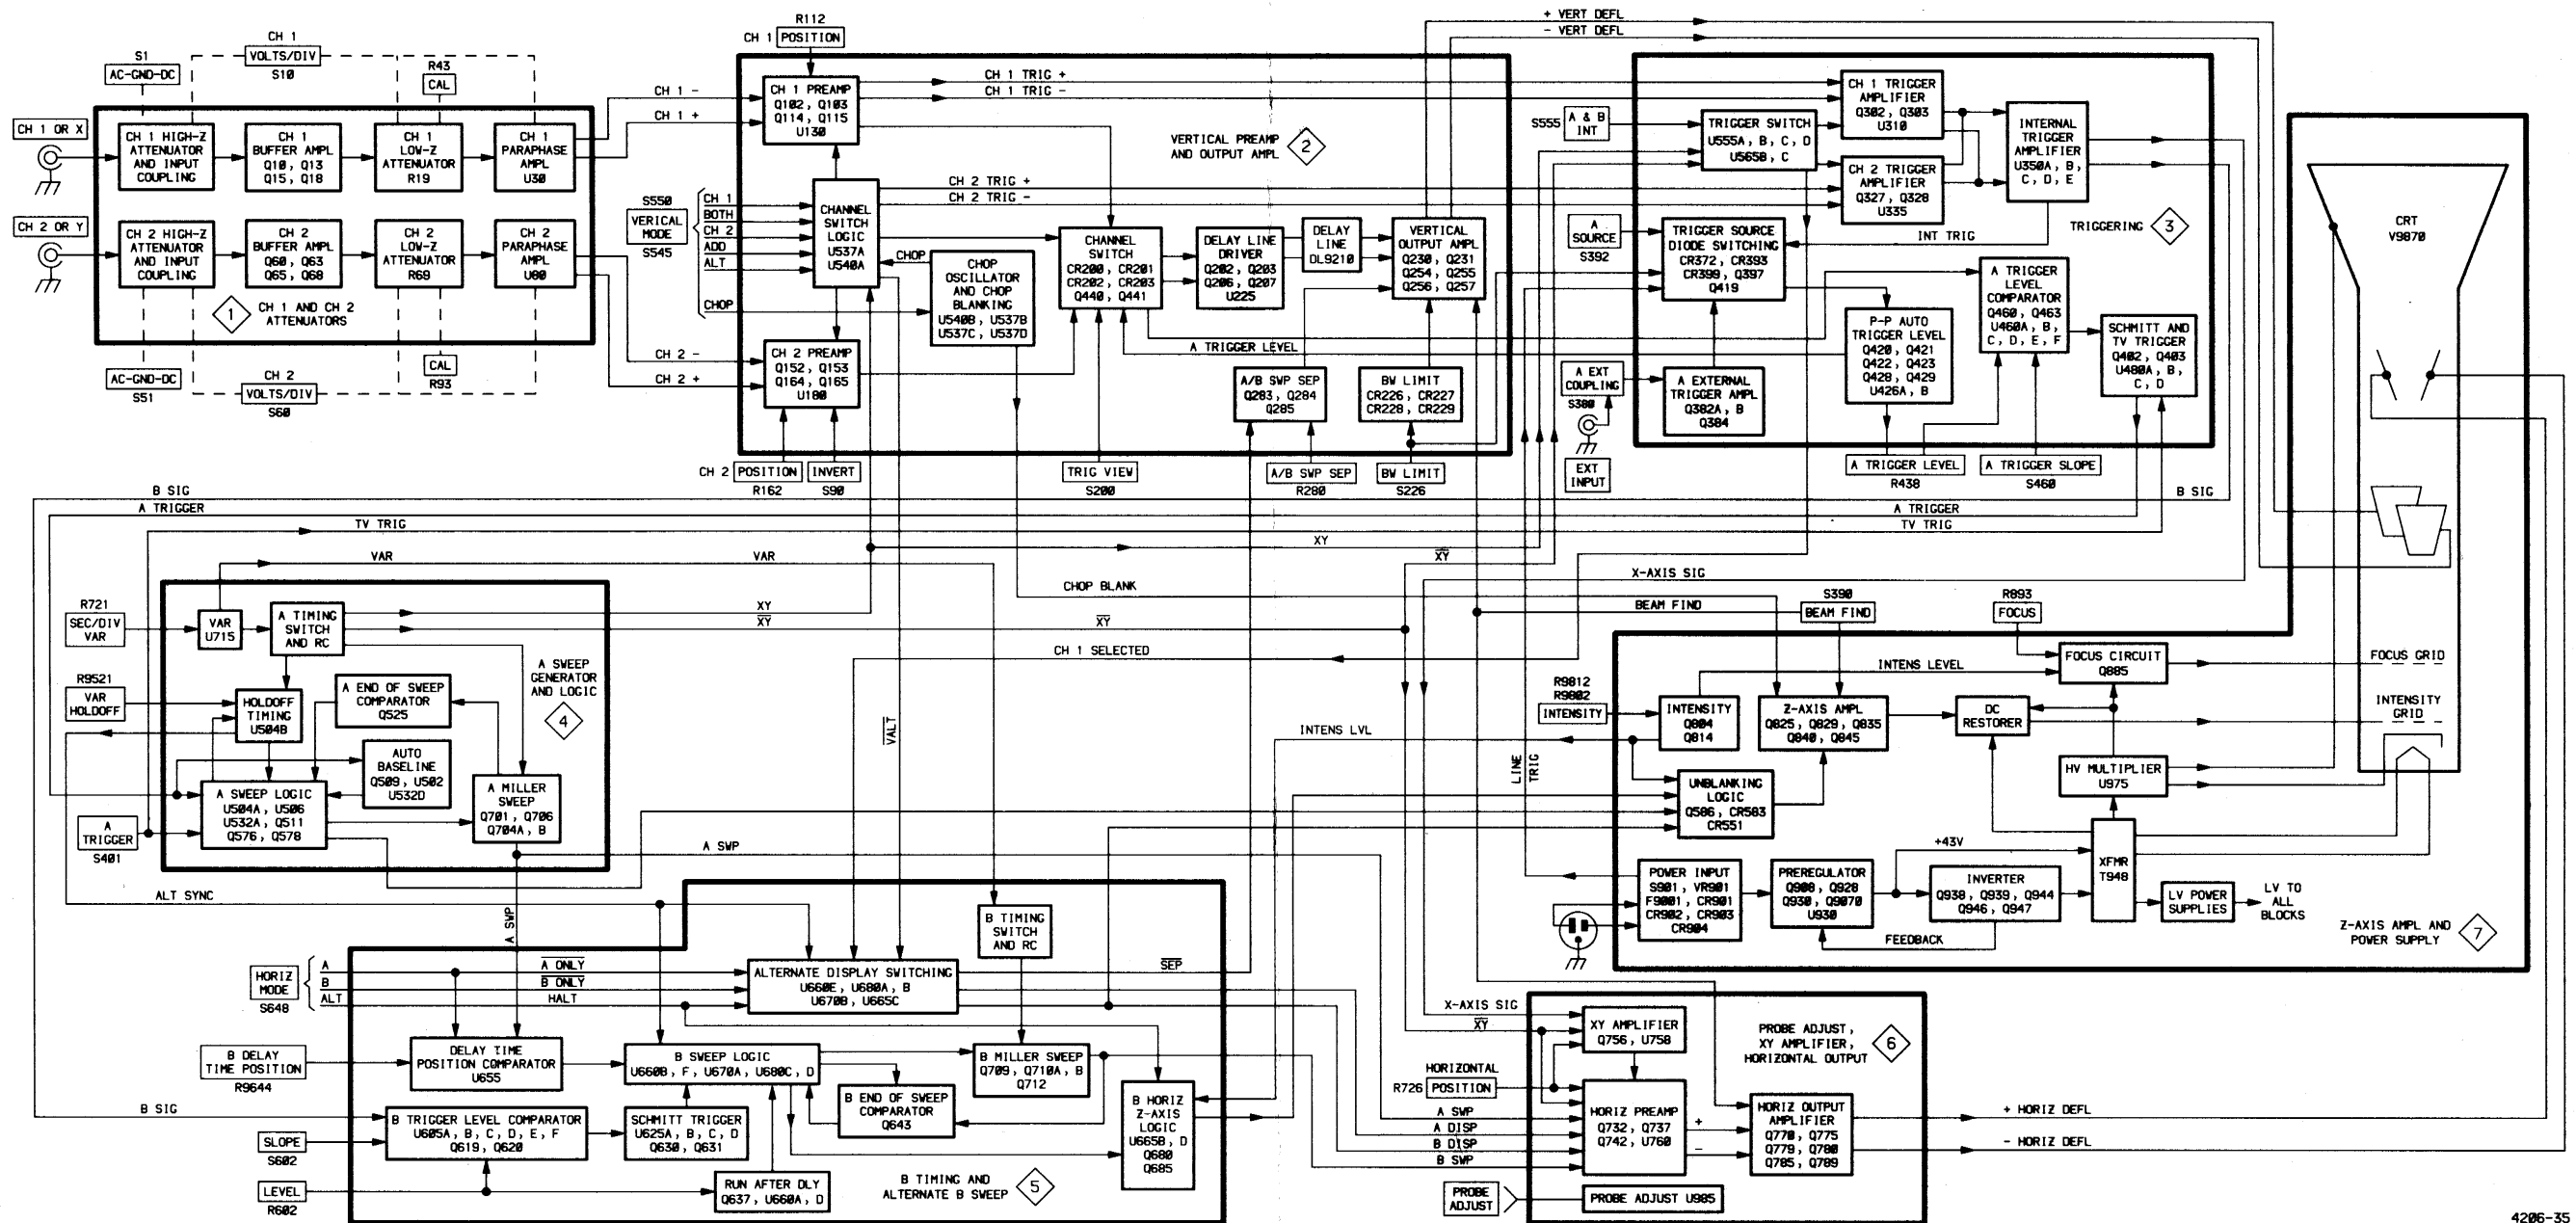 R112
CH 1 POSITION
+ VERT DEFL
- VERT DEFL
CH 1
VOLTS/DIV
S10
S1
AC-GND-DC
R43
CAL
CH 1 OR X
CH 1 HIGH-Z
ATTENUATOR
AND INPUT
COUPLING
CH 1
BUFFER AMPL
Q10, Q13
Q15, Q18
CH 1
LOW-Z
ATTENUATOR
R19
CH 1
PARAPHASE
AMPL
U30
CH 1 -
CH 1 +
CH 2 OR Y
CH 2 HIGH-Z
ATTENUATOR
AND INPUT
COUPLING
CH 2
BUFFER AMPL
Q60, Q63
Q65, Q68
CH 2
LOW-Z
ATTENUATOR
R69
CH 2
PARAPHASE
AMPL
U80
1
CH 1 AND CH 2
ATTENUATORS
AC-GND-DC
S51
CH 2
VOLTS/DIV
S60
CAL
R93
CH 2 -
CH 2 +
CH 1 PREAMP
Q102, Q103
Q114, Q115
U130
CH 1 TRIG +
CH 1 TRIG -
VERTICAL PREAMP
AND OUTPUT AMPL
2
S550
VERICAL
MODE
S545
CH 1
BOTH
CH 2
ADD
ALT
CHOP
CHANNEL
SWITCH
LOGIC
U537A
U540A
CH 2 TRIG +
CH 2 TRIG -
CHOP
CHOP
OSCILLATOR
AND CHOP
BLANKING
U540B, U537B
U537C, U537D
CHANNEL
SWITCH
CR200, CR201
CR202, CR203
Q440, Q441
DELAY LINE
DRIVER
Q202, Q203
Q206, Q207
U225
DELAY
LINE
DL9210
VERTICAL
OUTPUT AMPL
Q230, Q231
Q254, Q255
Q256, Q257
CH 2 PREAMP
Q152, Q153
Q164, Q165
U180
A TRIGGER LEVEL
A/B SWP SEP
Q283, Q284
Q285
BW LIMIT
CR226, CR227
CR228, CR229
CH 2 POSITION
R162
INVERT
S90
TRIG VIEW
S200
A/B SWP SEP
R280
BW LIMIT
S226
S555
A & B
INT
TRIGGER SWITCH
U555A, B, C, D
U565B, C
CH 1 TRIGGER
AMPLIFIER
Q302, Q303
U310
CH 2 TRIGGER
AMPLIFIER
Q327, Q328
U335
INTERNAL
TRIGGER
AMPLIFIER
U350A, B,
C, D, E
TRIGGERING
3
INT TRIG
A
SOURCE
S392
TRIGGER SOURCE
DIODE SWITCHING
CR372, CR393
CR399, Q397
Q419
A TRIGGER
LEVEL
COMPARATOR
Q460, Q463
U460A, B,
C, D, E, F
P-P AUTO
TRIGGER LEVEL
Q420, Q421
Q422, Q423
Q428, Q429
U426A, B
SCHMITT AND
TV TRIGGER
Q402, Q403
U480A, B,
C, D
A EXT
COUPLING
S380
EXT
INPUT
A EXTERNAL
TRIGGER AMPL
Q382A, B
Q384
A TRIGGER LEVEL
R438
A TRIGGER SLOPE
S460
CRT
V9870
B SIG
B SIG
A TRIGGER
A TRIGGER
TV TRIG
TV TRIG
VAR
VAR
XY
XY
X-AXIS SIG
CHOP BLANK
BEAM FIND
S390
BEAM FIND
R893
FOCUS
R721
SEC/DIV
VAR
VAR
U715
A TIMING
SWITCH
AND RC
XY
XY
XY
CH 1 SELECTED
A SWEEP
GENERATOR
AND LOGIC
4
R9521
VAR
HOLDOFF
HOLDOFF
TIMING
U504B
A END OF SWEEP
COMPARATOR
Q525
AUTO
BASELINE
Q509, U502
U532D
A SWEEP LOGIC
U504A, U506
U532A, Q511
Q576, Q578
A MILLER
SWEEP
Q701, Q706
Q704A, B
A
TRIGGER
S401
VALT
A SWP
A SWP
ALT SYNC
INTENS LVL
LINE
TRIG
INTENS LEVEL
R9812
R9802
INTENSITY
INTENSITY
Q804
Q814
Z-AXIS AMPL
Q825, Q829, Q835
Q840, Q845
FOCUS CIRCUIT
Q885
DC
RESTORER
FOCUS GRID
INTENSITY
GRID
UNBLANKING
LOGIC
Q586, CR583
CR551
HV MULTIPLIER
U975
+43V
XFMR
T948
POWER INPUT
S901, VR901
F9001, CR901
CR902, CR903
CR904
PREREGULATOR
Q908, Q928
Q930, Q9070
U930
INVERTER
Q938, Q939, Q944
Q946, Q947
FEEDBACK
LV POWER
SUPPLIES
LV TO
ALL
BLOCKS
Z-AXIS AMPL AND
POWER SUPPLY
7
B TIMING
SWITCH
AND RC
HORIZ
MODE
S648
A
B
ALT
A ONLY
B ONLY
HALT
ALTERNATE DISPLAY SWITCHING
U660E, U680A, B
U670B, U665C
SEP
B DELAY
TIME POSITION
R9644
DELAY TIME
POSITION COMPARATOR
U655
B SWEEP LOGIC
U660B, F, U670A, U680C, D
B MILLER SWEEP
Q709, Q710A, B
Q712
B END OF SWEEP
COMPARATOR
Q643
B HORIZ
Z-AXIS
LOGIC
U665B, D
Q680
Q685
B SIG
B TRIGGER LEVEL COMPARATOR
U605A, B, C, D, E, F
Q619, Q620
SCHMITT TRIGGER
U625A, B, C, D
Q630, Q631
SLOPE
S602
LEVEL
R602
RUN AFTER DLY
Q637, U660A, D
B TIMING AND
ALTERNATE B SWEEP
5
X-AXIS SIG
XY
XY AMPLIFIER
Q756, U758
PROBE ADJUST,
XY AMPLIFIER,
HORIZONTAL OUTPUT
6
HORIZONTAL
R726 POSITION
A SWP
A DISP
B DISP
B SWP
HORIZ PREAMP
Q732, Q737
Q742, U760
+
-
HORIZ OUTPUT
AMPLIFIER
Q770, Q775
Q779, Q780
Q785, Q789
+ HORIZ DEFL
- HORIZ DEFL
PROBE
ADJUST
PROBE ADJUST U985
4206-35